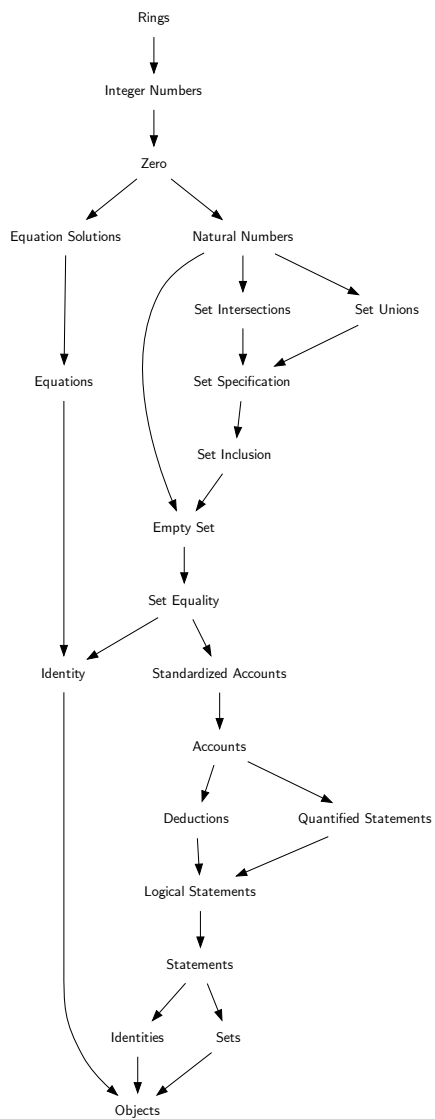 Rings
Integer Numbers
Zero
Equation Solutions
Natural Numbers
Set Intersections
Set Unions
Equations
Set Specification
Set Inclusion
Empty Set
Set Equality
Identity
Standardized Accounts
Accounts
Deductions
Quantified Statements
Logical Statements
Statements
Identities
Sets
Objects